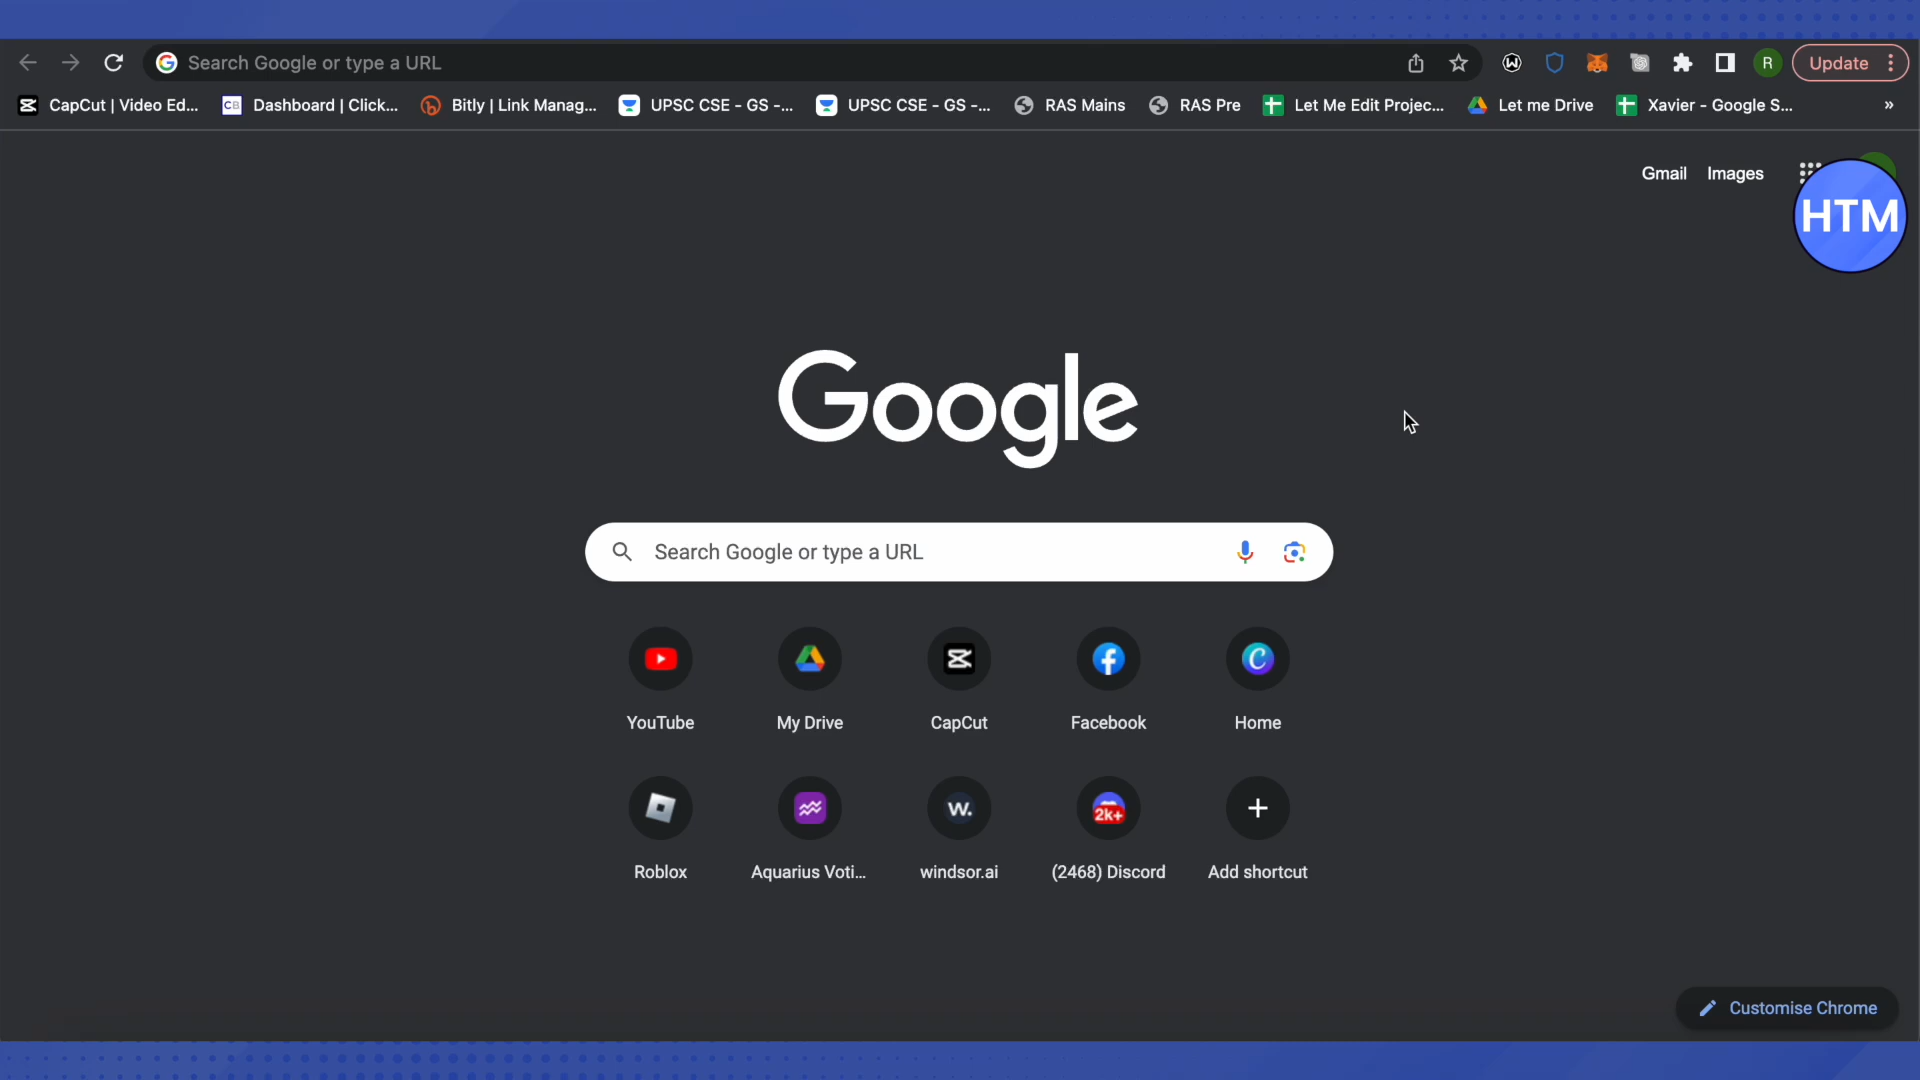 Search Google or type a URL
R
Update
CapCut | Video Ed...
CB Dashboard | Click...
Bitly | Link Manag...
UPSC CSE - GS -...
UPSC CSE - GS -...
RAS Mains
RAS Pre
Let Me Edit Projec...
Let me Drive
Xavier - Google S...
»
Gmail
Images
HTM
Google
Search Google or type a URL
YouTube
My Drive
CapCut
Facebook
Home
w.
2k+
Roblox
Aquarius Voti...
windsor.ai
(2468) Discord
Add shortcut
Customise Chrome